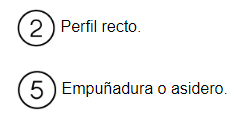 2 Perfil recto.
5 Empuñadura o asidero.